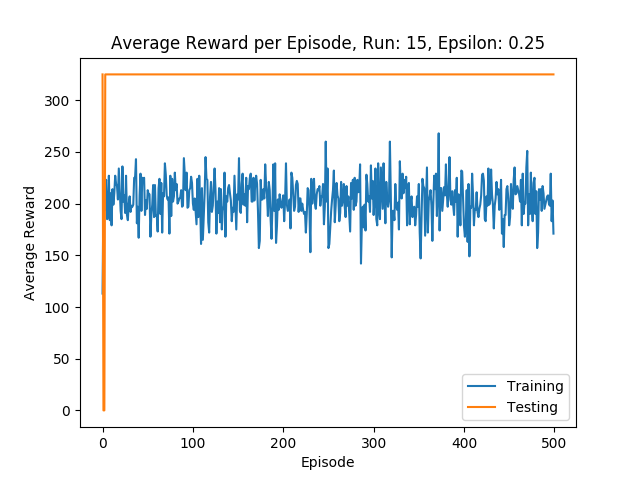 Average Reward per Episode, Run: 15, Epsilon: 0.25
300
250
200
150
100
50
0
Average Reward
0 100 200 300 400 500
Episode
Training
Testing